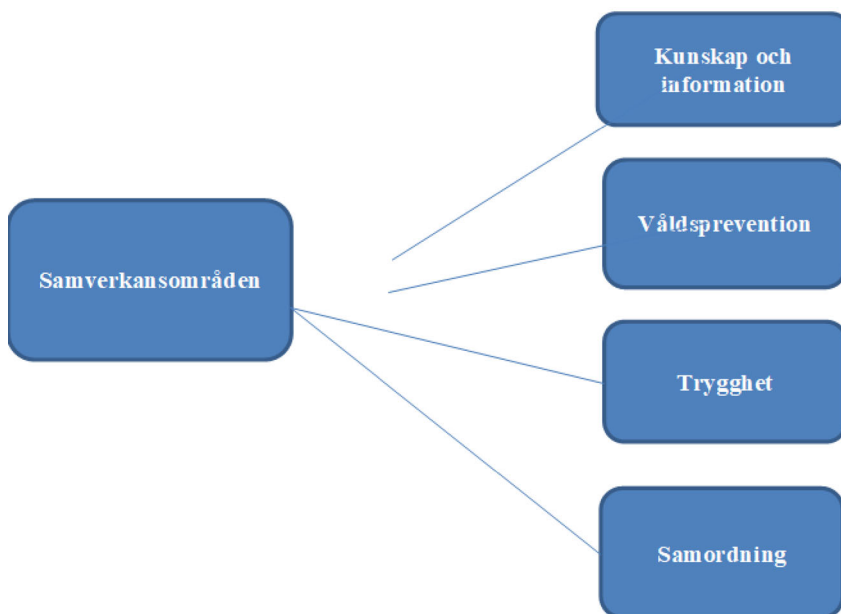 Samverkansområden
Kunskap och
information
Våldsprevention
Trygghet
Samordning